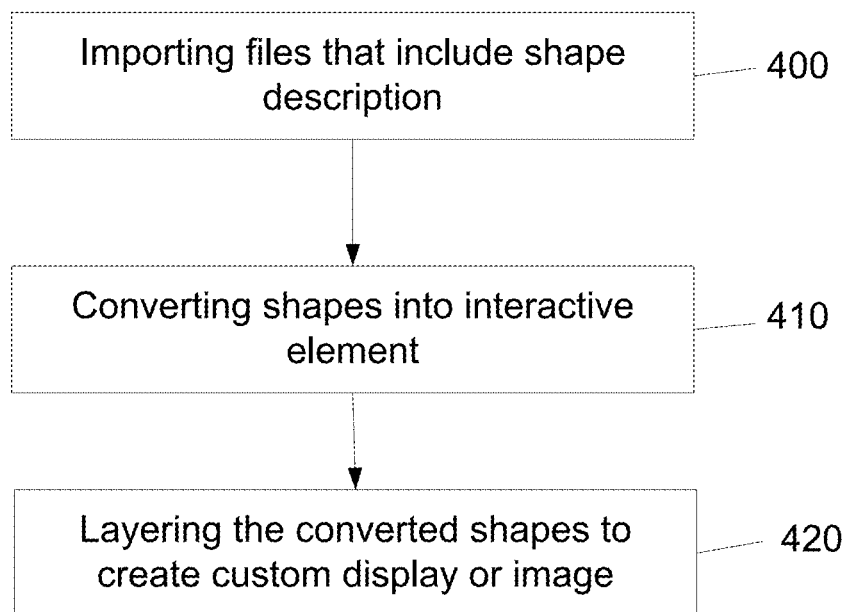 Importing files that include shape
description
400
Converting shapes into interactive
element
410
Layering the converted shapes to
create custom display or image
420